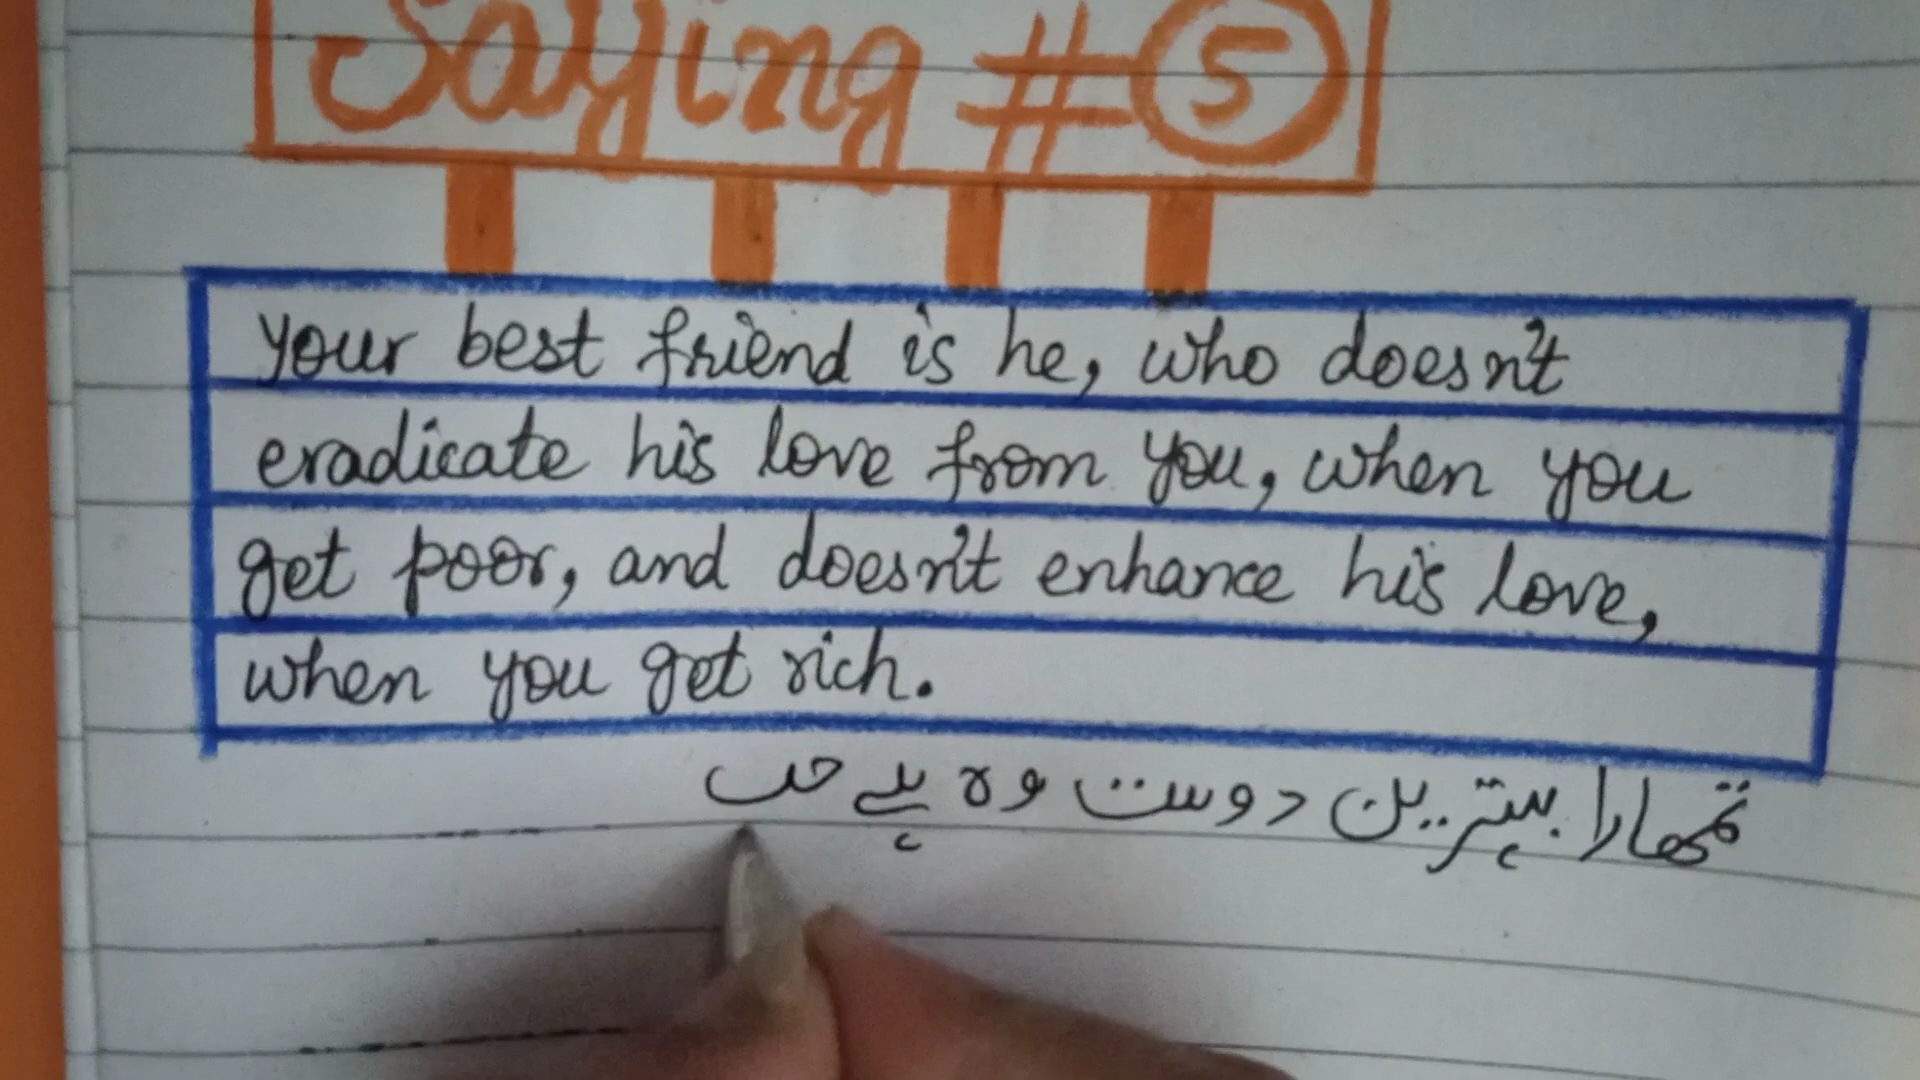 Saying #5
Your best friend is he, who doesn't
eradicate his love from you, when you
get poor, and doesn't enhance his love,
when you get rich.
تمھارا بہترین دوست وہ ہے